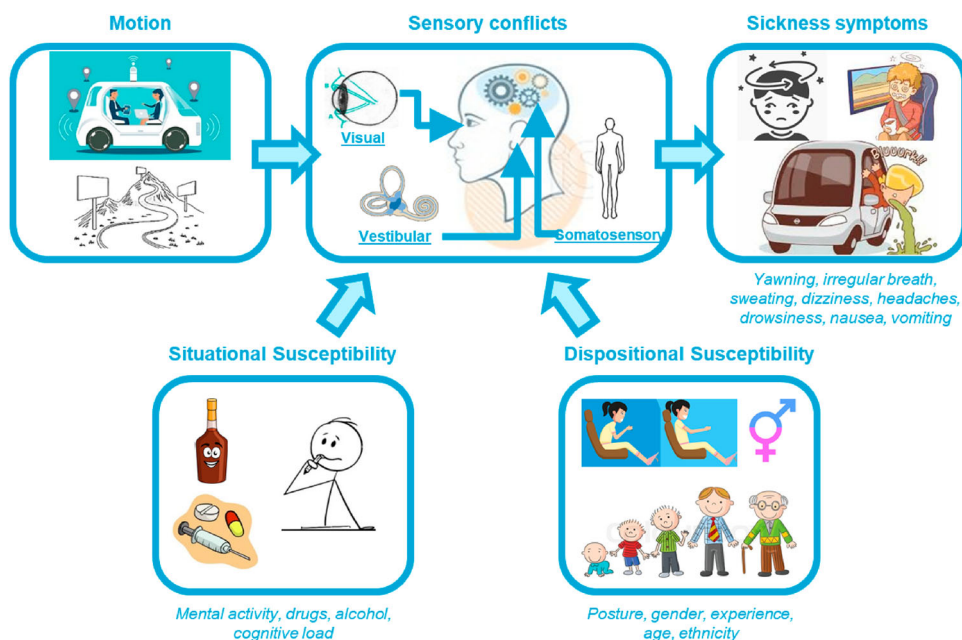 Motion
Sensory conflicts
Sickness symptoms
Visual
Vestibular
Somatosensory
Bluuurk!!
Yawning, irregular breath,
sweating, dizziness, headaches,
drowsiness, nausea, vomiting
Situational Susceptibility
Dispositional Susceptibility
Mental activity, drugs, alcohol,
cognitive load
Posture, gender, experience,
age, ethnicity